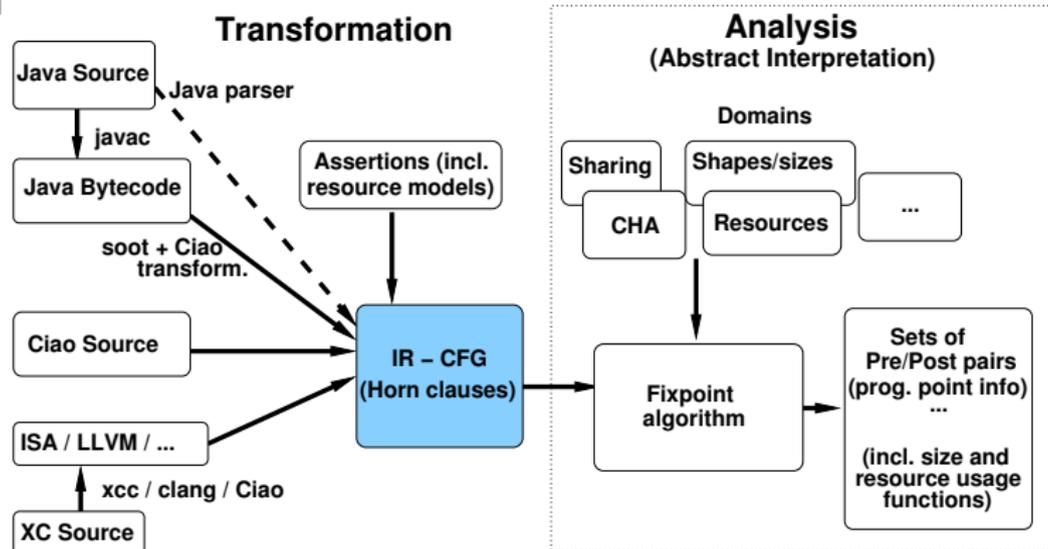 Transformation
Java Source
Java parser
javac
Java Bytecode
Assertions (incl.
resource models)
soot + Ciao
transform.
Ciao Source
IR – CFG
(Horn clauses)
ISA / LLVM / ...
xcc / clang / Ciao
XC Source
Analysis
(Abstract Interpretation)
Domains
Sharing
Shapes/sizes
CHA
Resources
...
Fixpoint
algorithm
Sets of
Pre/Post pairs
(prog. point info)
...
(incl. size and
resource usage
functions)